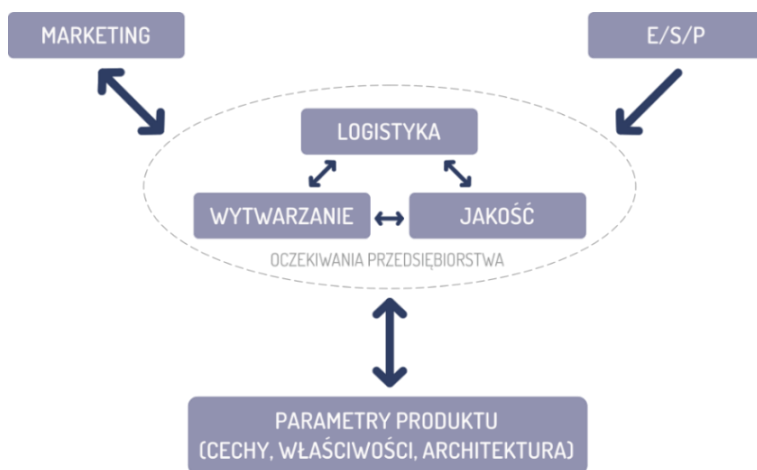 MARKETING
E/S/P
LOGISTYKA
WYTWARZANIE
JAKOŚĆ
OCZEKIWANIA PRZEDSIĘBIORSTWA
PARAMETRY PRODUKTU
(CECHY, WŁAŚCIWOŚCI, ARCHITEKTURA)